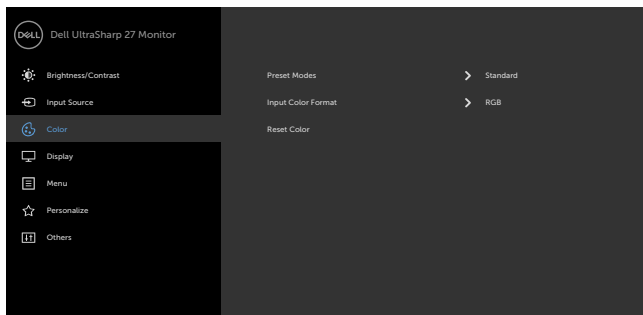 DELL Dell UltraSharp 27 Monitor
Brightness/Contrast
Preset Modes Standard
Input Source
Input Color Format RGB
Color
Reset Color
Display
Menu
Personalize
Others